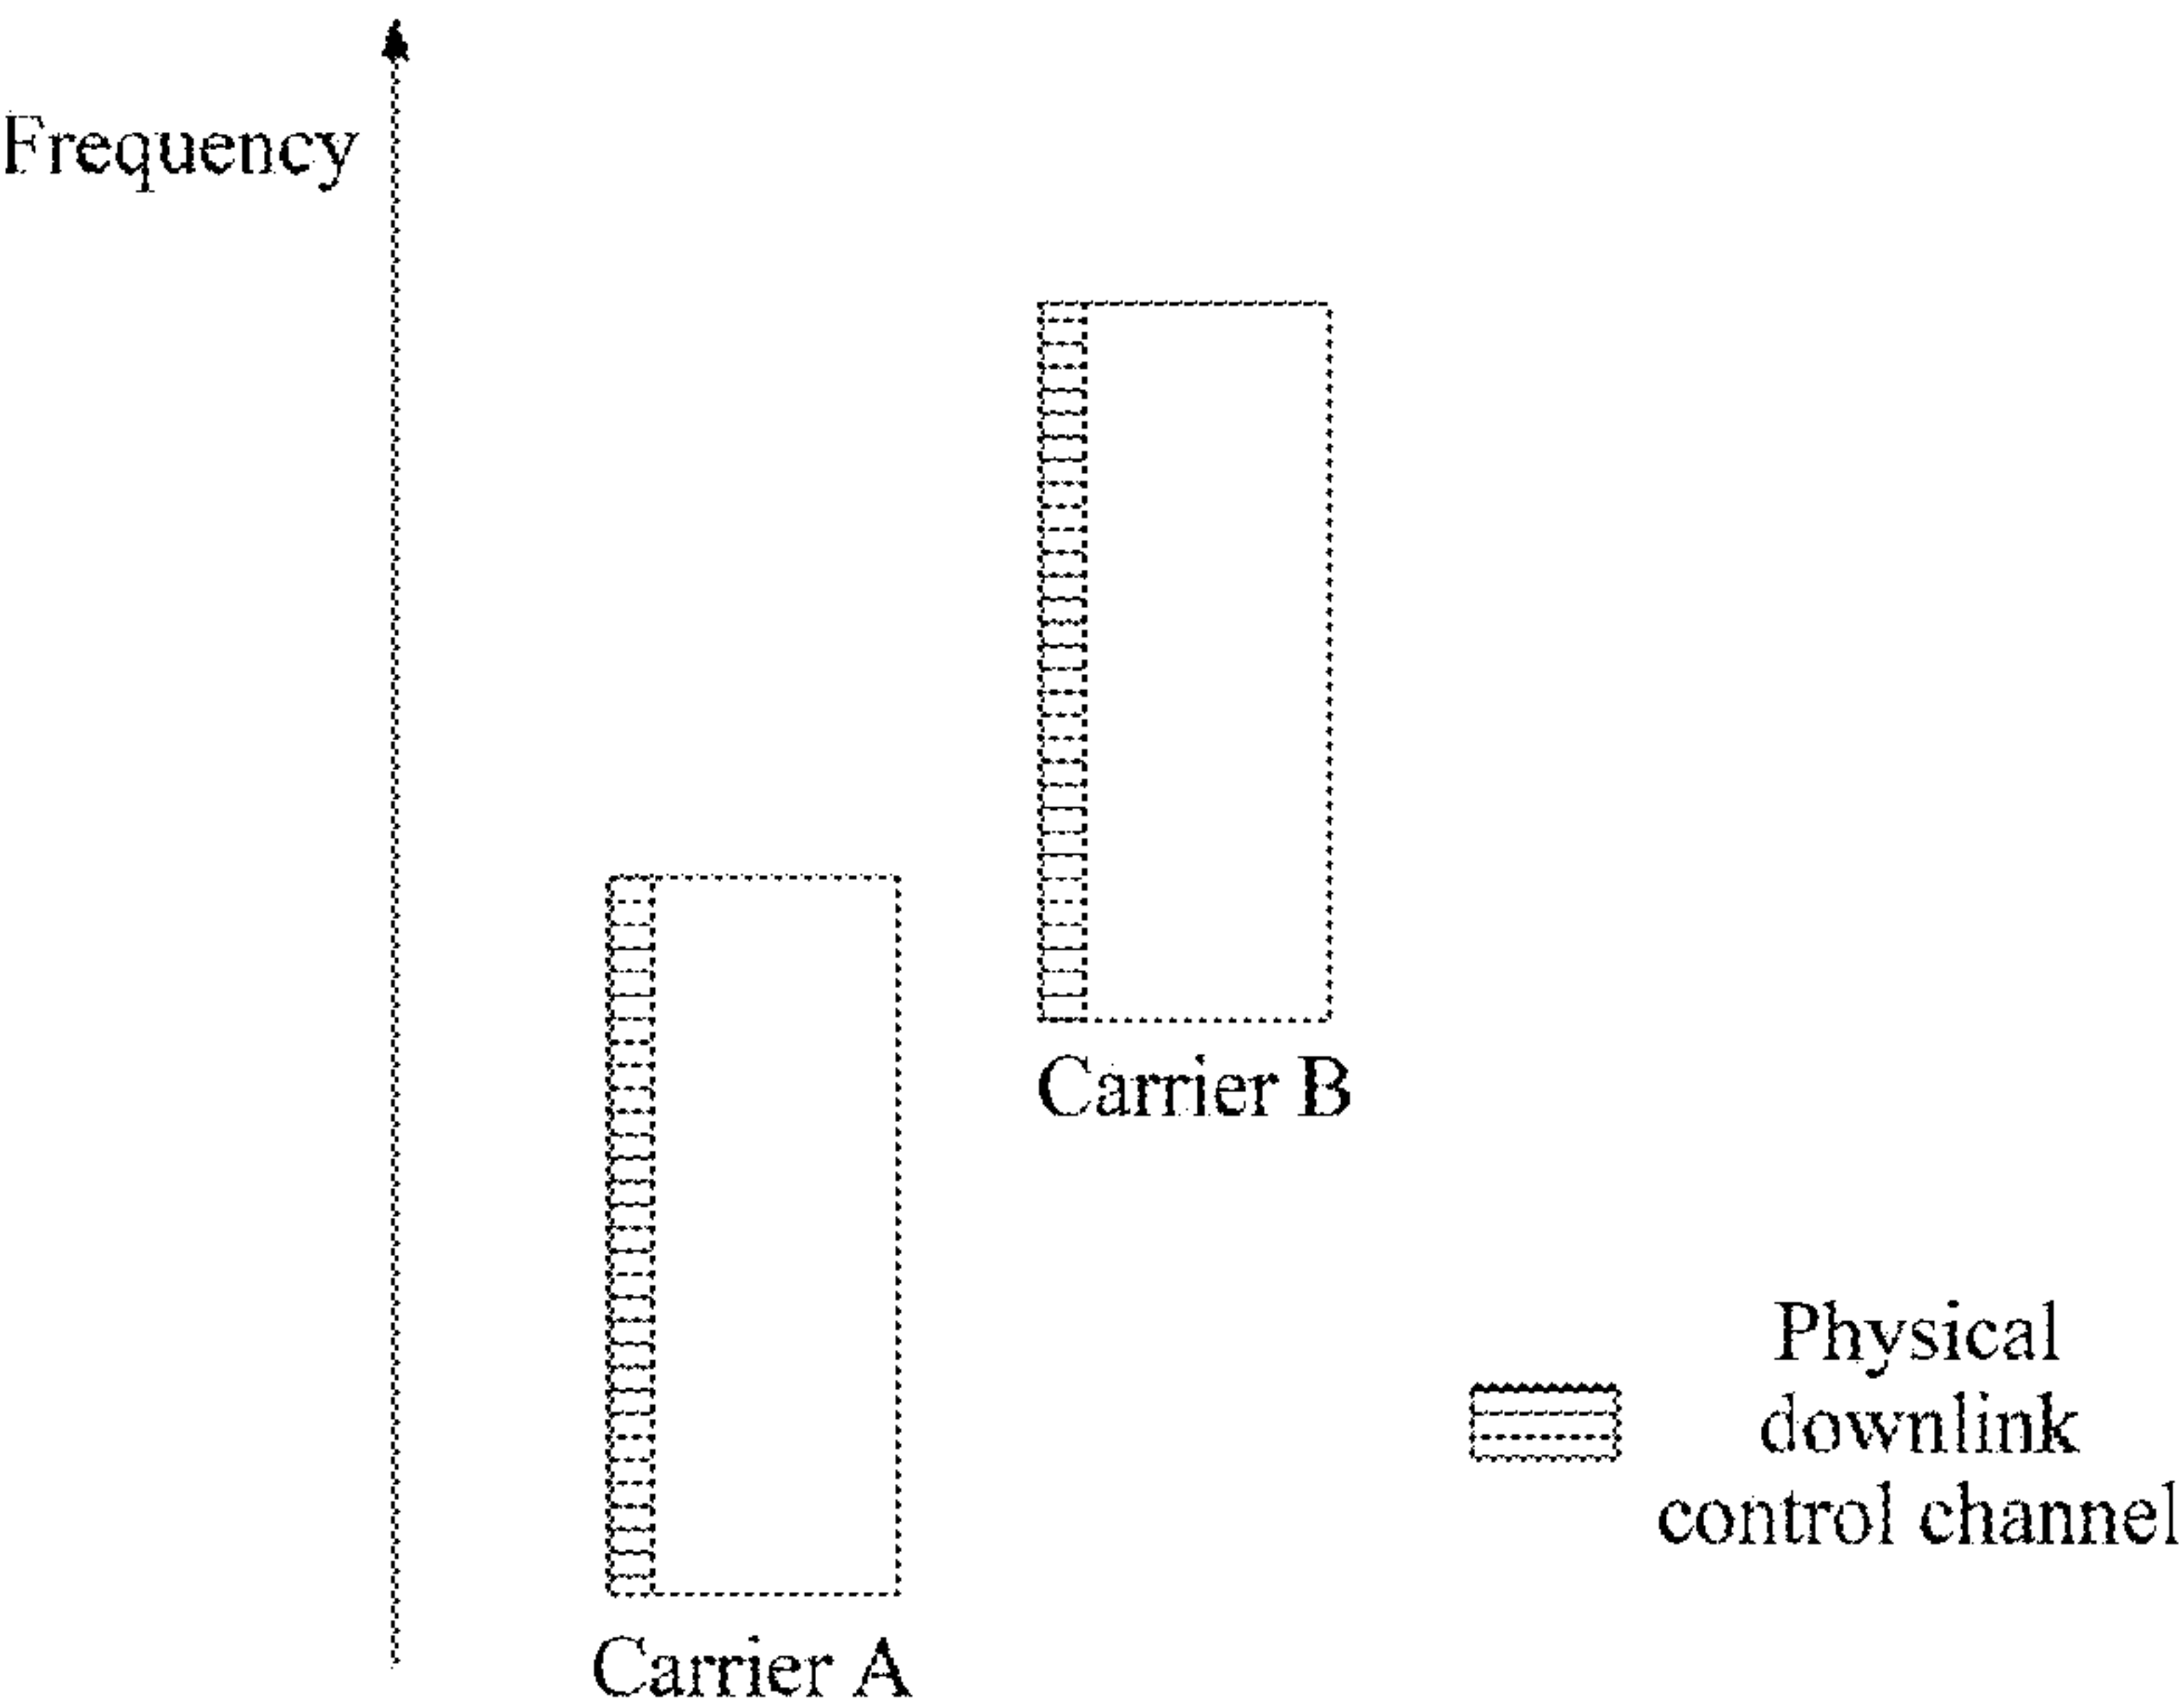 Frequency
Carrier B
Carrier A
Physical
downlink
control channel